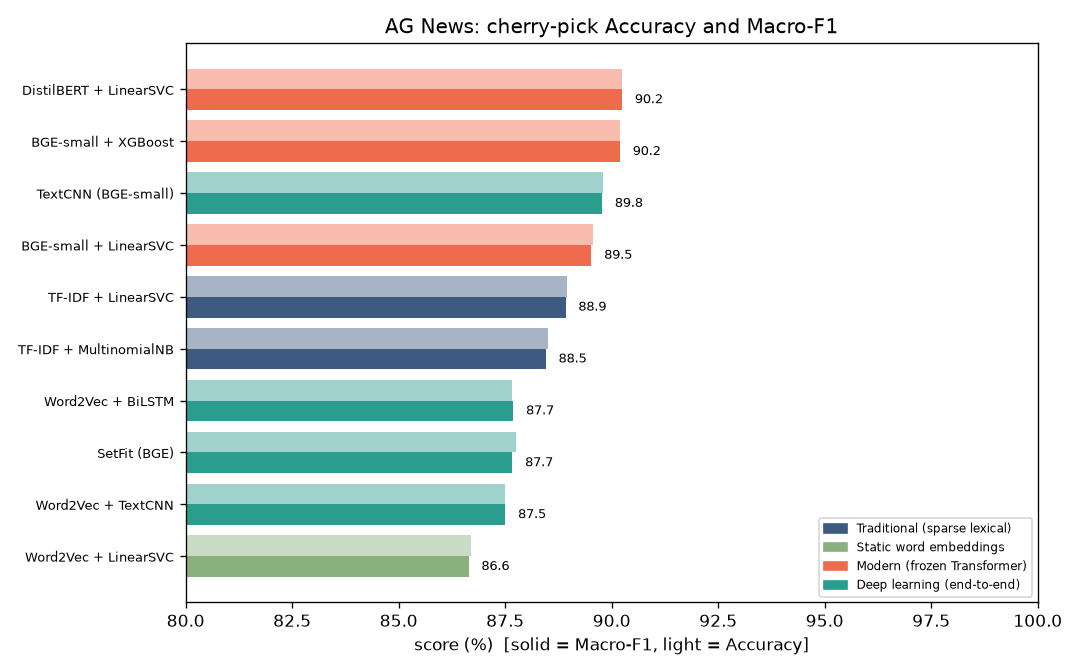 AG News: cherry-pick Accuracy and Macro-F1
DistilBERT + LinearSVC
90.2
BGE-small + XGBoost
90.2
TextCNN (BGE-small)
89.8
BGE-small + LinearSVC
89.5
TF-IDF + LinearSVC
88.9
TF-IDF + MultinomialNB
88.5
Word2Vec + BiLSTM
87.7
SetFit (BGE)
87.7
Word2Vec + TextCNN
87.5
Word2Vec + LinearSVC
86.6
Traditional (sparse lexical)
Static word embeddings
Modern (frozen Transformer)
Deep learning (end-to-end)
80.0 82.5 85.0 87.5 90.0 92.5 95.0 97.5 100.0
score (%)  [solid = Macro-F1, light = Accuracy]